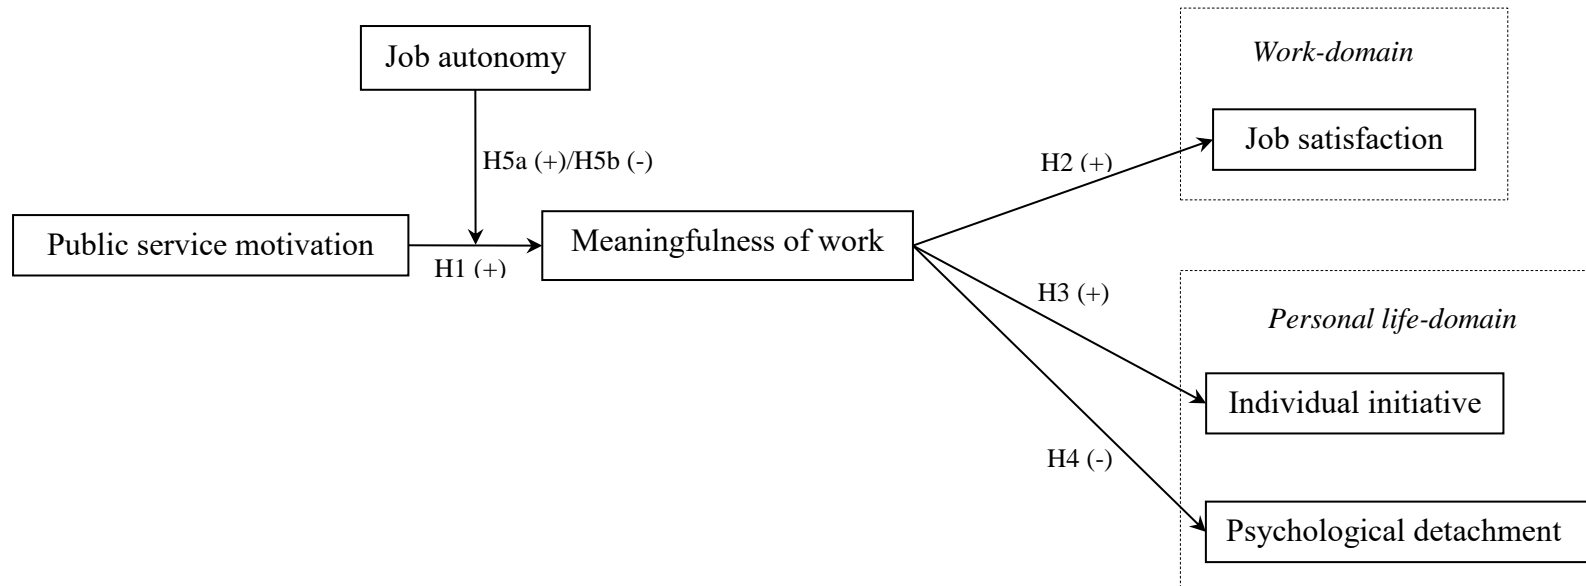 Job autonomy
Work-domain
Job satisfaction
H5a (+)/H5b (-)
H2 (+)
Public service motivation
H1 (+)
Meaningfulness of work
H3 (+)
Personal life-domain
Individual initiative
H4 (-)
Psychological detachment